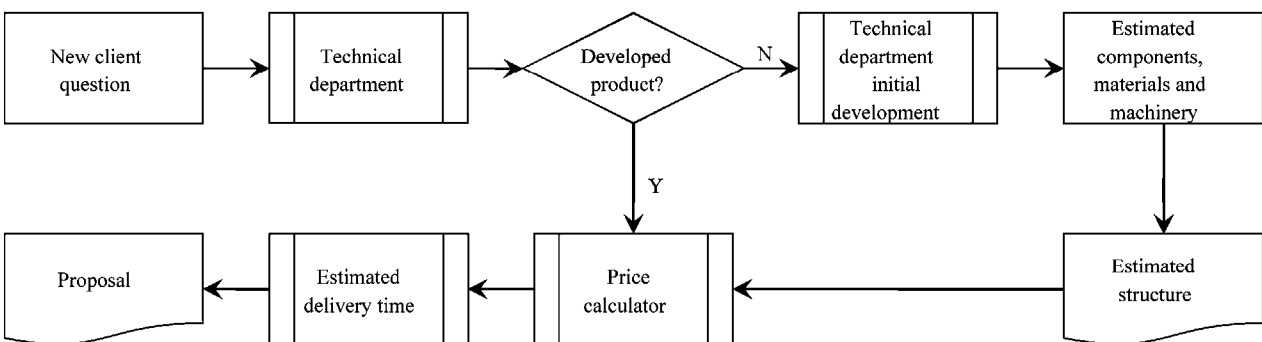 New client
question
Technical
department
Developed
product?
N
Technical
department
initial
development
Estimated
components,
materials and
machinery
Y
Proposal
Estimated
delivery time
Price
calculator
Estimated
structure